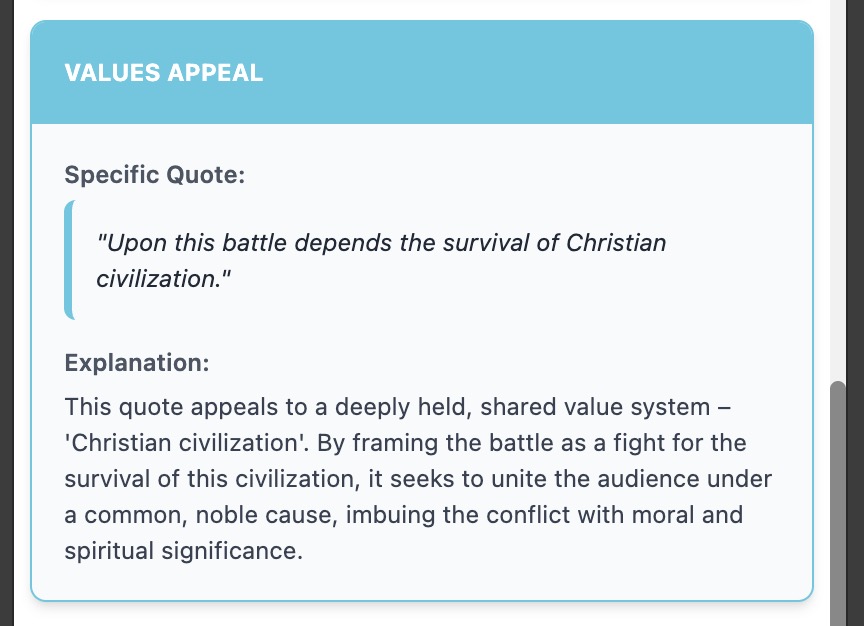 VALUES APPEAL
Specific Quote:
"Upon this battle depends the survival of Christian
civilization."
Explanation:
This quote appeals to a deeply held, shared value system –
'Christian civilization'. By framing the battle as a fight for the
survival of this civilization, it seeks to unite the audience under
a common, noble cause, imbuing the conflict with moral and
spiritual significance.